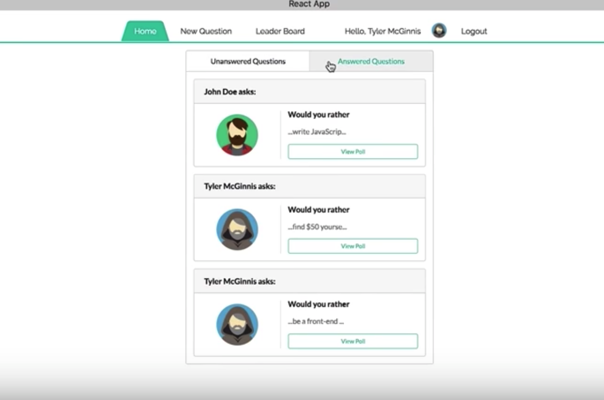 React App
Home New Question Leader Board Hello, Tyler McGinnis Logout
Unanswered Questions Answered Questions
John Doe asks:
Would you rather
...write JavaScrip...
View Poll
Tyler McGinnis asks:
Would you rather
...find $50 yourse...
View Poll
Tyler McGinnis asks:
Would you rather
...be a front-end ...
View Poll